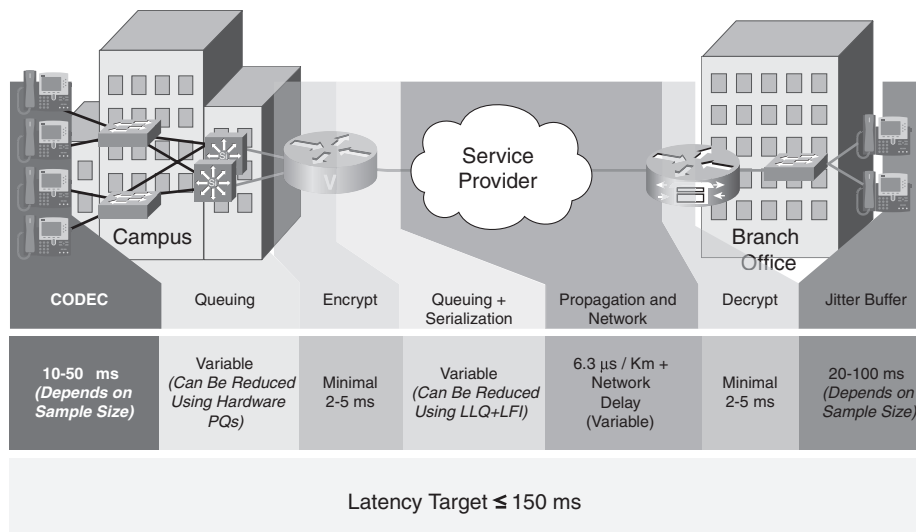 Service
Provider
Campus
Branch
Office
V
Si
Si
CODEC
Queuing
Encrypt
Queuing +
Serialization
Propagation and
Network
Decrypt
Jitter Buffer
10-50 ms
(Depends on
Sample Size)
Variable
(Can Be Reduced
Using Hardware
PQs)
Minimal
2-5 ms
Variable
(Can Be Reduced
Using LLQ+LFI)
6.3 μs / Km +
Network
Delay
(Variable)
Minimal
2-5 ms
20-100 ms
(Depends on
Sample Size)
Latency Target ≤ 150 ms